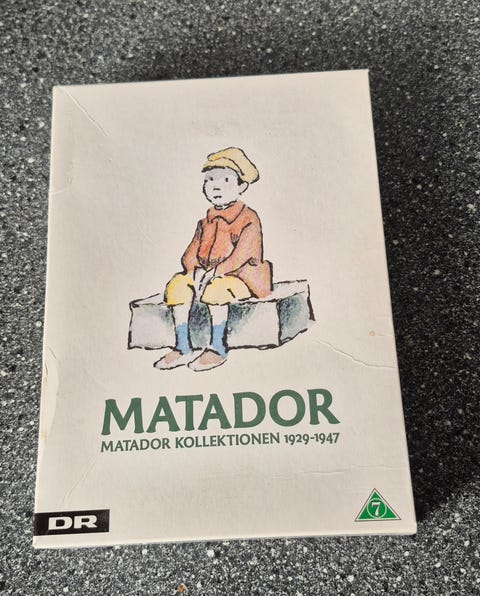 MATADOR
MATADOR KOLLEKTIONEN 1929-1947
DR
7